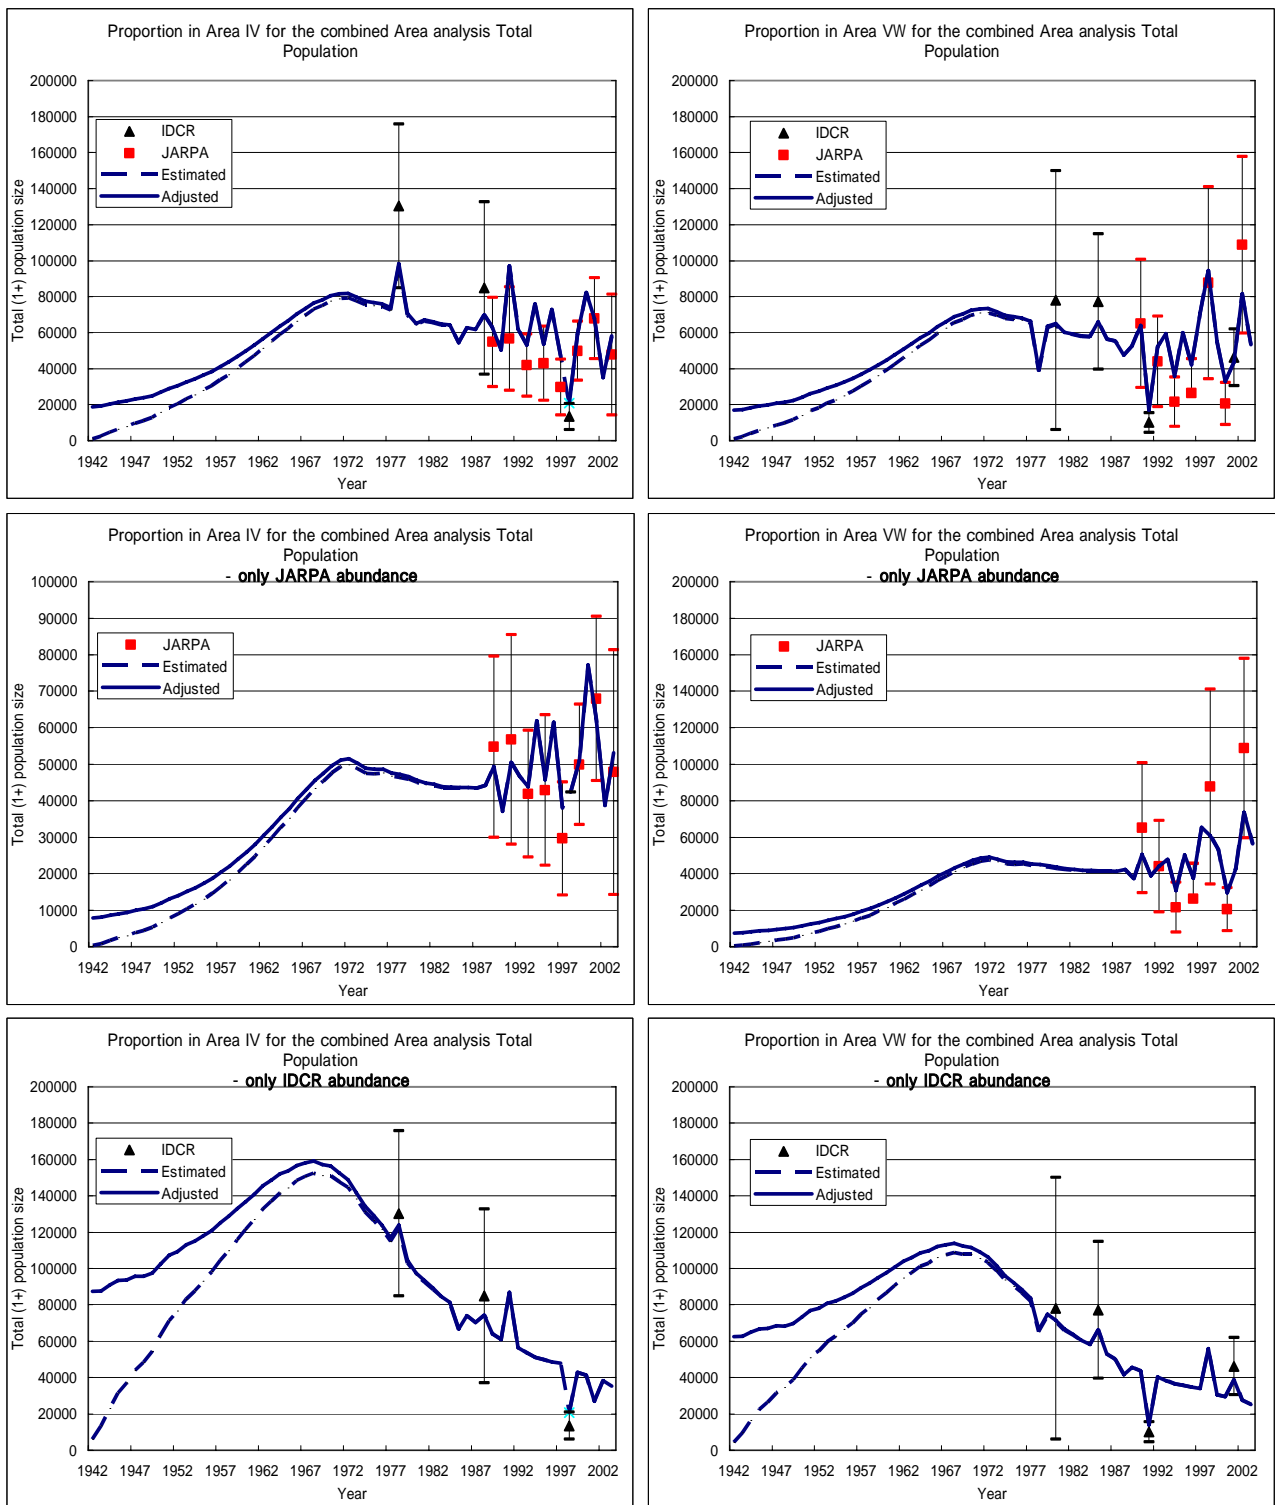 Proportion in Area IV for the combined Area analysis Total
Population
200000
180000
160000
140000
120000
100000
80000
60000
40000
20000
0
Total (1+) population size
IDCR
JARPA
Estimated
Adjusted
1942 1947 1952 1957 1962 1967 1972 1977 1982 1987 1992 1997 2002
Year
Proportion in Area VW for the combined Area analysis Total
Population
200000
180000
160000
140000
120000
100000
80000
60000
40000
20000
0
Total (1+) population size
IDCR
JARPA
Estimated
Adjusted
1942 1947 1952 1957 1962 1967 1972 1977 1982 1987 1992 1997 2002
Year
Proportion in Area IV for the combined Area analysis Total
Population
- only JARPA abundance
100000
90000
80000
70000
60000
50000
40000
30000
20000
10000
0
Total (1+) population size
JARPA
Estimated
Adjusted
1942 1947 1952 1957 1962 1967 1972 1977 1982 1987 1992 1997 2002
Year
Proportion in Area VW for the combined Area analysis Total
Population
- only JARPA abundance
200000
180000
160000
140000
120000
100000
80000
60000
40000
20000
0
Total (1+) population size
JARPA
Estimated
Adjusted
1942 1947 1952 1957 1962 1967 1972 1977 1982 1987 1992 1997 2002
Year
Proportion in Area IV for the combined Area analysis Total
Population
- only IDCR abundance
200000
180000
160000
140000
120000
100000
80000
60000
40000
20000
0
Total (1+) population size
IDCR
Estimated
Adjusted
1942 1947 1952 1957 1962 1967 1972 1977 1982 1987 1992 1997 2002
Year
Proportion in Area VW for the combined Area analysis Total
Population
- only IDCR abundance
200000
180000
160000
140000
120000
100000
80000
60000
40000
20000
0
Total (1+) population size
IDCR
Estimated
Adjusted
1942 1947 1952 1957 1962 1967 1972 1977 1982 1987 1992 1997 2002
Year